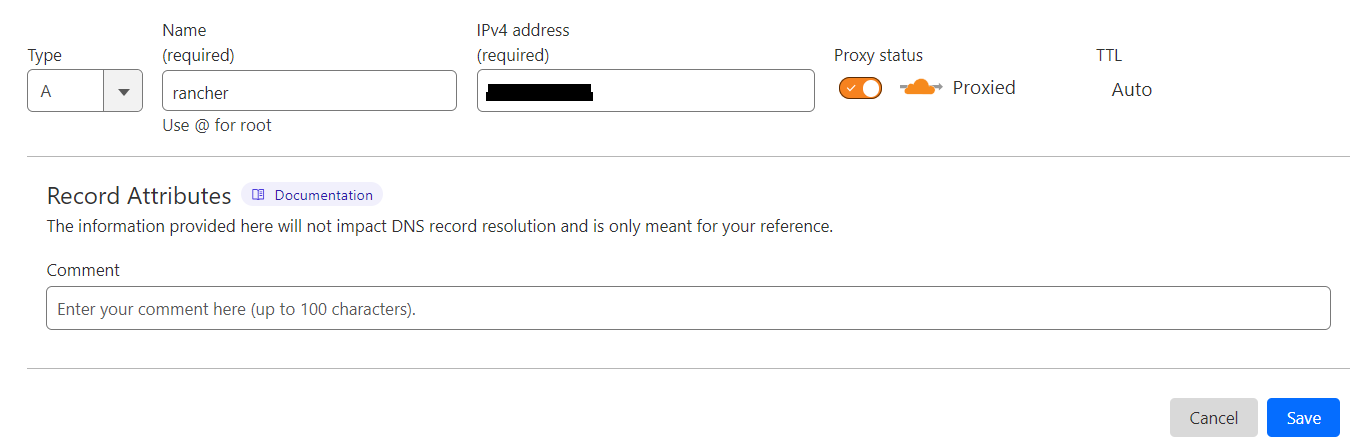 Type
Name
(required)
IPv4 address
(required)
Proxy status
TTL
A
rancher
Proxied
Auto
Use @ for root
Record Attributes
Documentation
The information provided here will not impact DNS record resolution and is only meant for your reference.
Comment
Enter your comment here (up to 100 characters).
Cancel
Save